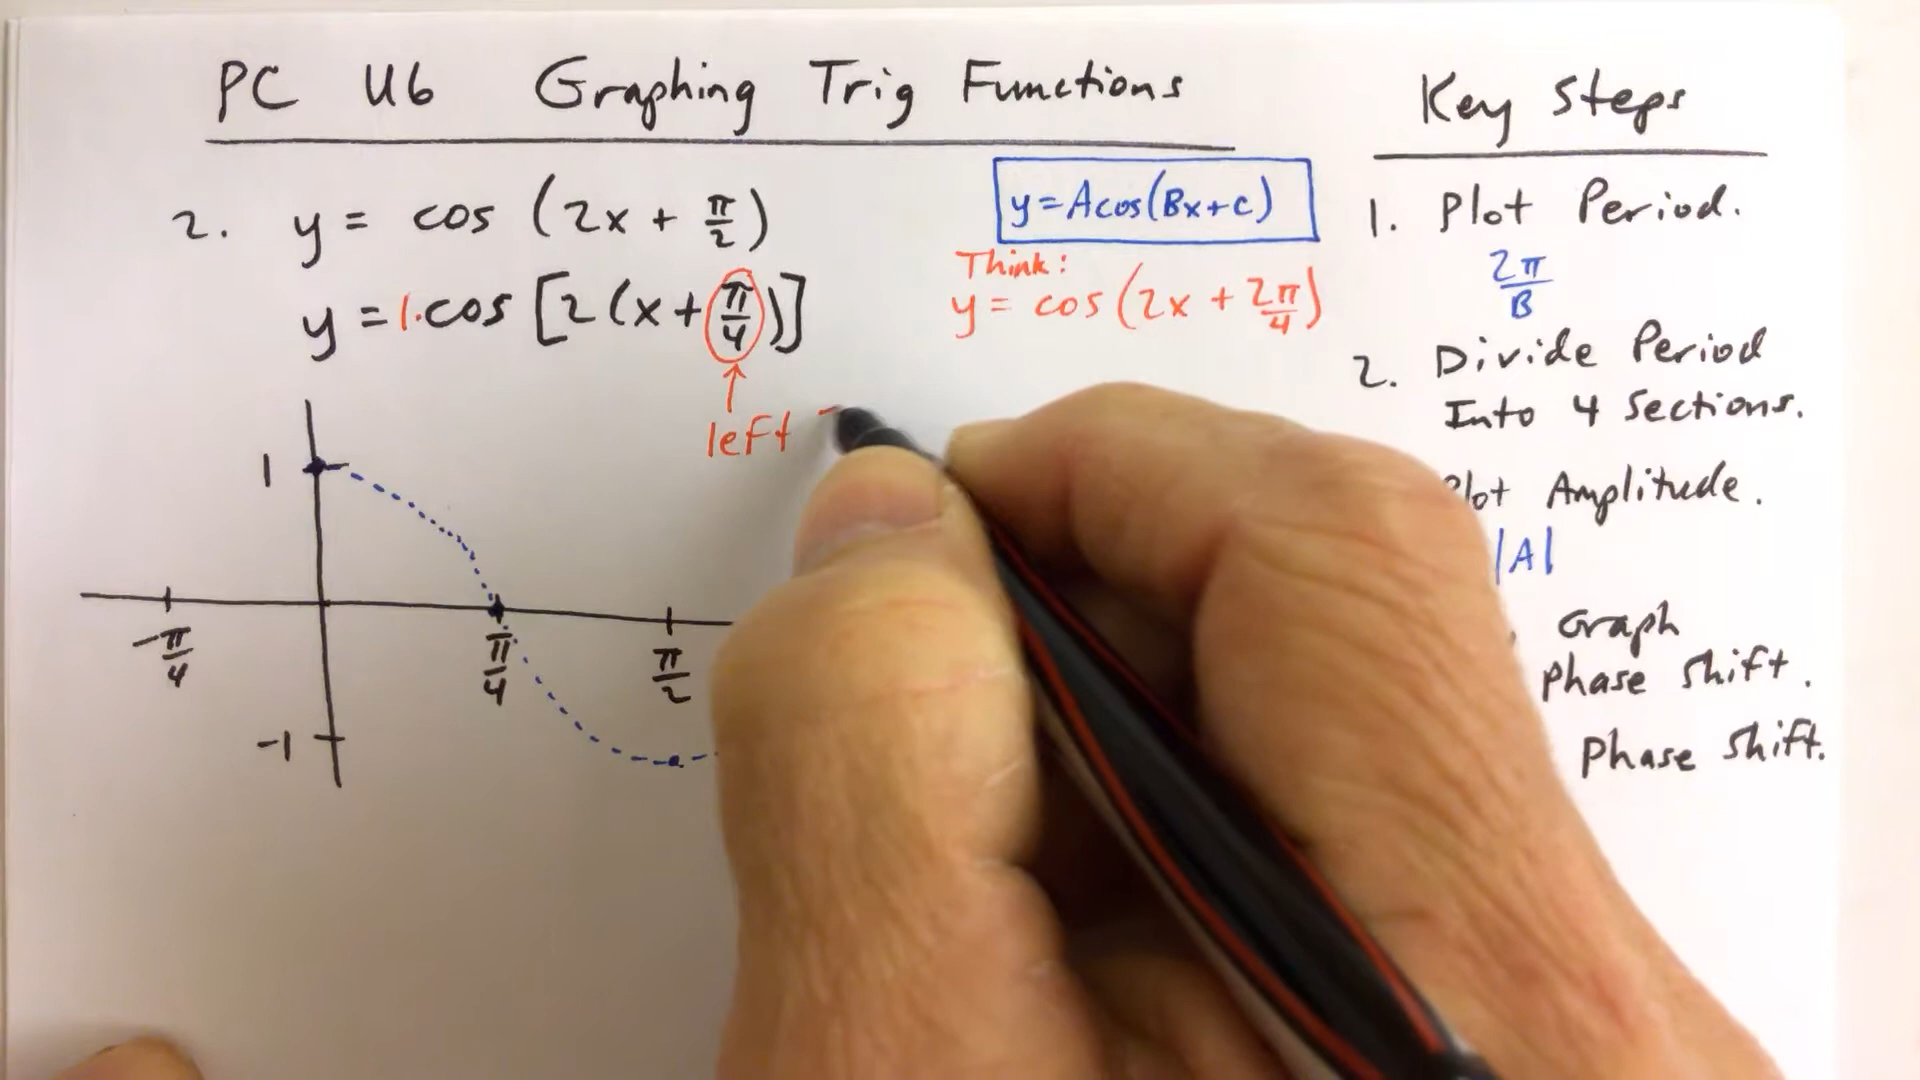 PC U6 Graphing Trig Functions
2. y = cos (2x + π/2)
y = 1·cos [2(x + π/4)]
left
y=Acos(Bx+c)
Think:
y = cos (2x + 2π/4)
1
-1
-π/4
π/4
π/2
Key Steps
1. Plot Period.
2π/B
2. Divide Period
Into 4 Sections.
Plot Amplitude.
|A|
Graph
phase shift.
phase shift.